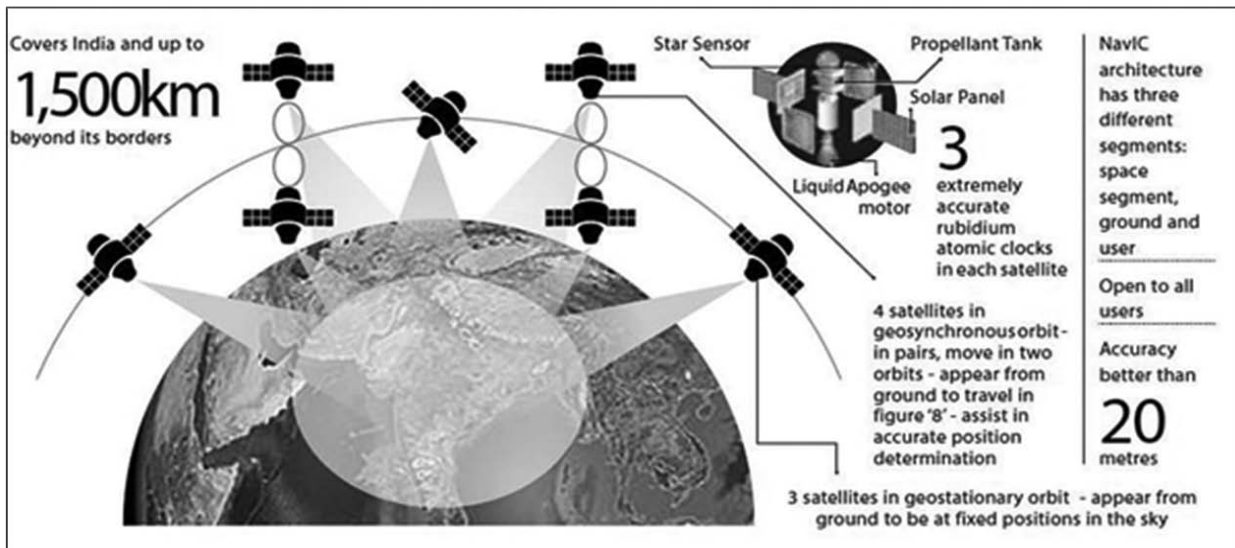 Covers India and up to
1,500km
beyond its borders
Star Sensor
Propellant Tank
Solar Panel
Liquid Apogee
motor
3
extremely
accurate
rubidium
atomic clocks
in each satellite
4 satellites in
geosynchronous orbit-
in pairs, move in two
orbits - appear from
ground to travel in
figure '8' - assist in
accurate position
determination
3 satellites in geostationary orbit - appear from
ground to be at fixed positions in the sky
NavIC
architecture
has three
different
segments:
space
segment,
ground and
user
Open to all
users
Accuracy
better than
20
metres